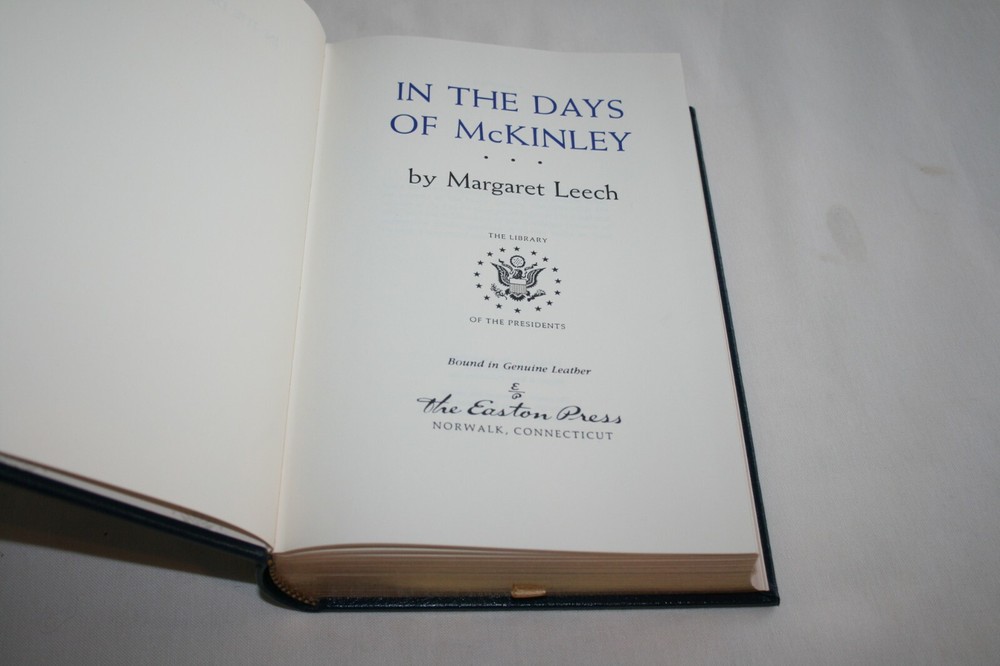 IN THE DAYS
OF McKINLEY
by Margaret Leech
THE LIBRARY
OF THE PRESIDENTS
Bound in Genuine Leather
E
P
The Easton Press
NORWALK, CONNECTICUT